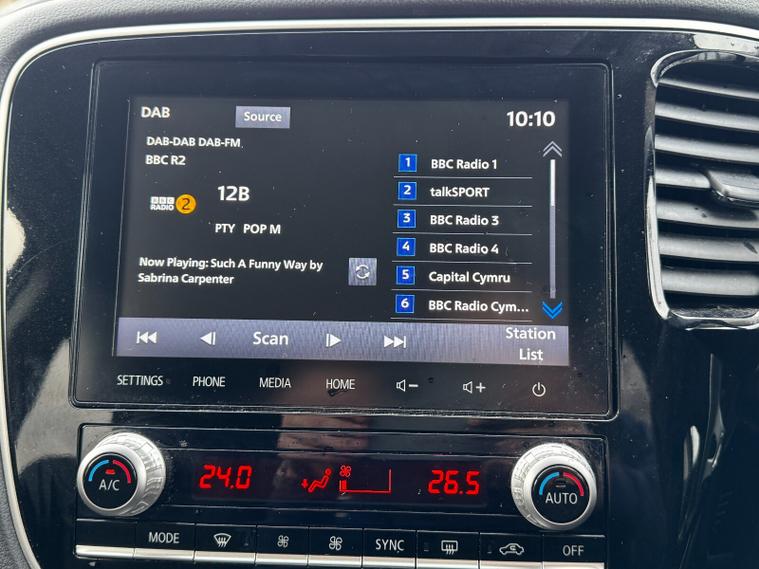 DAB
Source
10:10
DAB-DAB DAB-FM
BBC R2
BBC RADIO 2
12B
PTY POP M
Now Playing: Such A Funny Way by
Sabrina Carpenter
1 BBC Radio 1
2 talkSPORT
3 BBC Radio 3
4 BBC Radio 4
5 Capital Cymru
6 BBC Radio Cym...
Scan
Station
List
SETTINGS PHONE MEDIA HOME
A/C
24.0
26.5
AUTO
MODE
SYNC
OFF